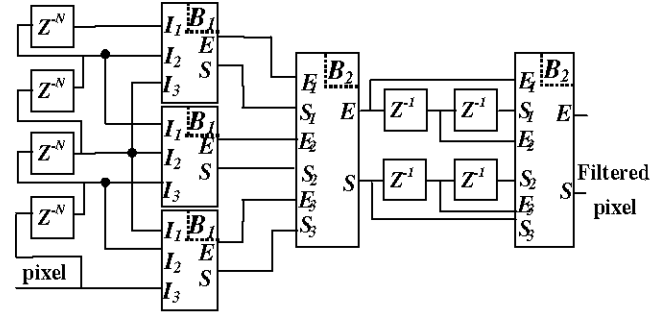 Z-N
Z-N
Z-N
Z-N
pixel
B1
I1
I2
I3
E
S
B1
I1
I2
I3
E
S
B1
I1
I2
I3
E
S
B2
E1
S1
E2
S2
E3
S3
E
S
Z-1
Z-1
Z-1
Z-1
B2
E1
S1
E2
S2
E3
S3
E
S
Filtered
pixel